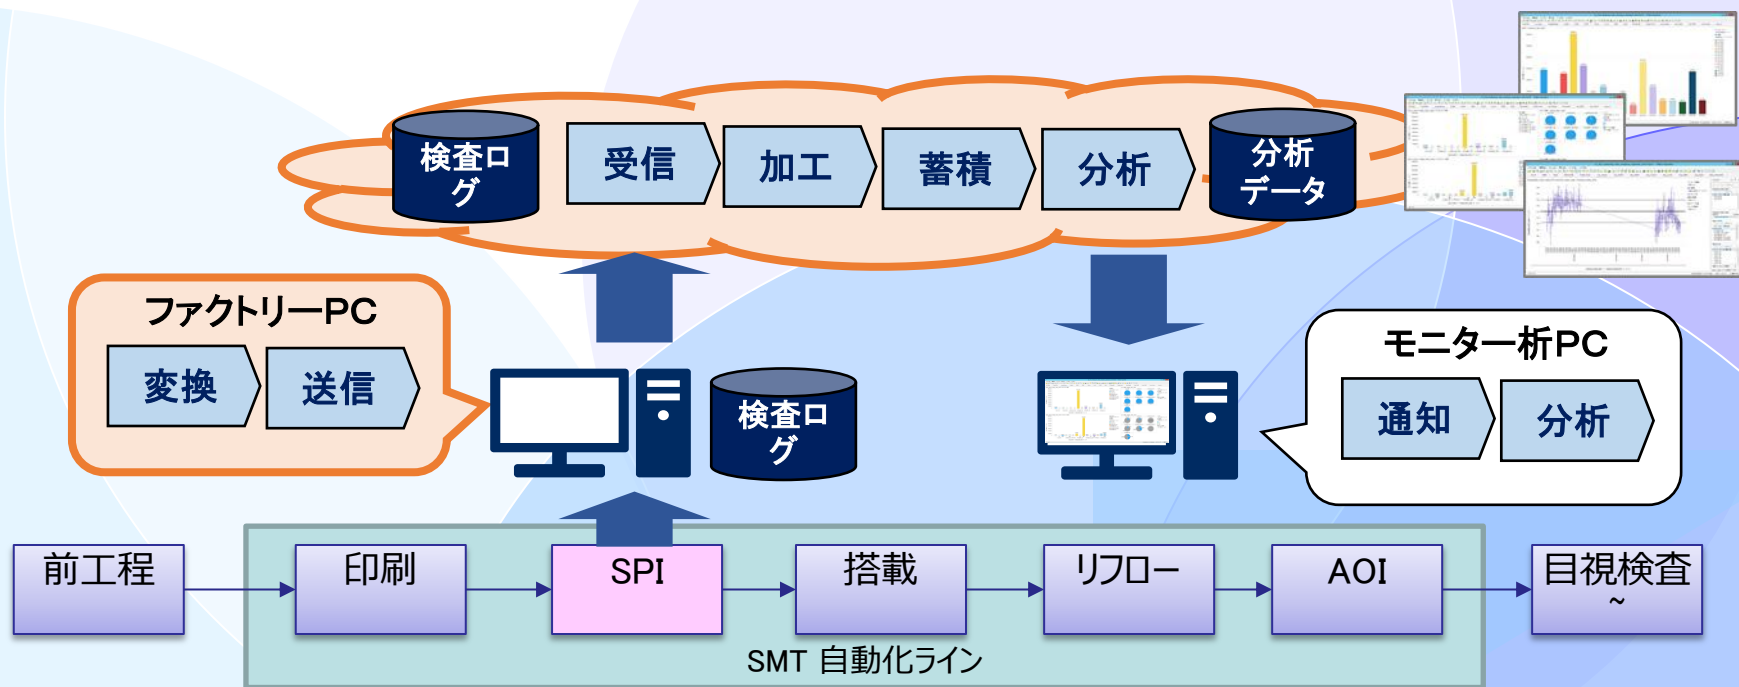 検査ロ
グ
受信
加工
蓄積
分析
分析
データ
ファクトリーPC
変換
送信
検査ロ
グ
モニター析PC
通知
分析
前工程
印刷
SPI
搭載
リフロー
AOI
目視検査
~
SMT 自動化ライン